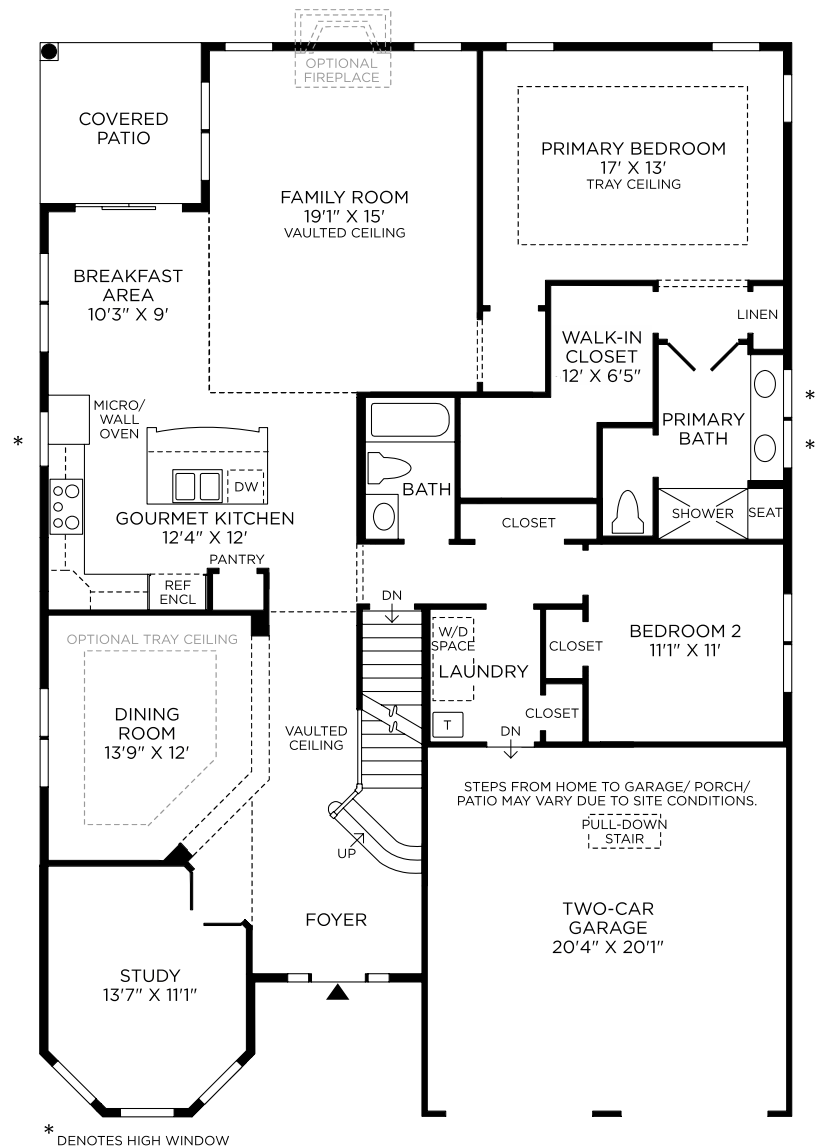 OPTIONAL
FIREPLACE
COVERED
PATIO
PRIMARY BEDROOM
17' X 13'
TRAY CEILING
FAMILY ROOM
19'1" X 15'
VAULTED CEILING
BREAKFAST
AREA
10'3" X 9'
LINEN
WALK-IN
CLOSET
12' X 6'5"
*
*
*
MICRO/
WALL
OVEN
PRIMARY
BATH
DW
BATH
GOURMET KITCHEN
12'4" X 12'
SHOWER
SEAT
CLOSET
PANTRY
REF
ENCL
DN
W/D
SPACE
LAUNDRY
CLOSET
BEDROOM 2
11'1" X 11'
OPTIONAL TRAY CEILING
DINING
ROOM
13'9" X 12'
VAULTED
CEILING
T
CLOSET
DN
STEPS FROM HOME TO GARAGE/ PORCH/
PATIO MAY VARY DUE TO SITE CONDITIONS.
PULL-DOWN
STAIR
UP
FOYER
TWO-CAR
GARAGE
20'4" X 20'1"
STUDY
13'7" X 11'1"
* DENOTES HIGH WINDOW